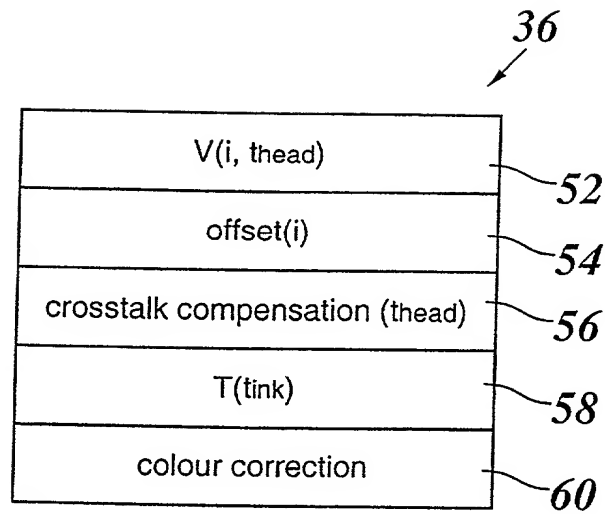 36
V(i, thead)
52
offset(i)
54
crosstalk compensation (thead)
56
T(tink)
58
colour correction
60